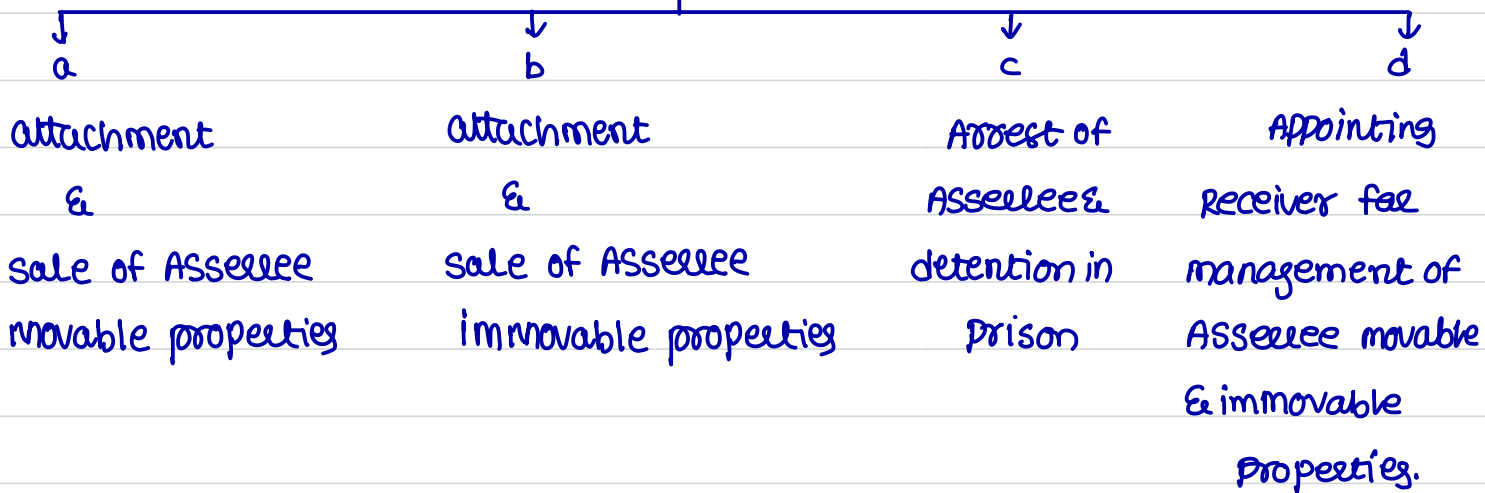 a
attachment
&
sale of Assessee
movable properties
b
attachment
&
sale of Assessee
immovable properties
c
Arrest of
Assessee &
detention in
prison
d
Appointing
Receiver for
management of
Assessee movable
& immovable
properties.